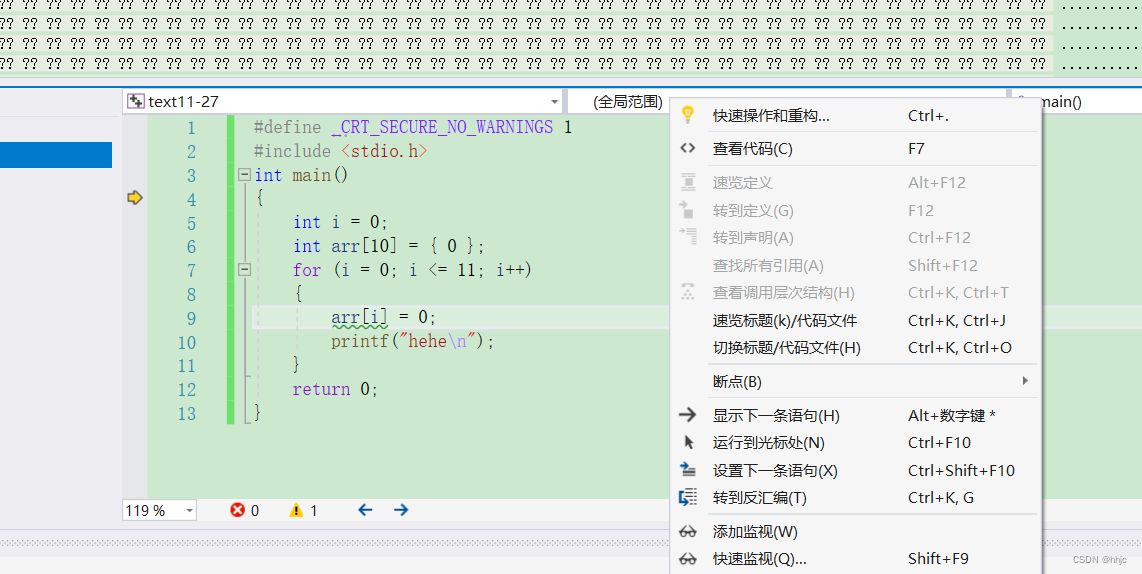 ?? ?? ?? ?? ?? ?? ?? ?? ?? ?? ?? ?? ?? ?? ?? ?? ?? ?? ?? ?? ?? ?? ?? ?? ?? ?? ?? ?? ?? ?? ?? ?? ?? ?? ?? ?? ?? ?? ?? ?? ?? ?? ?? ?? ..........
?? ?? ?? ?? ?? ?? ?? ?? ?? ?? ?? ?? ?? ?? ?? ?? ?? ?? ?? ?? ?? ?? ?? ?? ?? ?? ?? ?? ?? ?? ?? ?? ?? ?? ?? ?? ?? ?? ?? ?? ?? ?? ?? ?? ..........
?? ?? ?? ?? ?? ?? ?? ?? ?? ?? ?? ?? ?? ?? ?? ?? ?? ?? ?? ?? ?? ?? ?? ?? ?? ?? ?? ?? ?? ?? ?? ?? ?? ?? ?? ?? ?? ?? ?? ?? ?? ?? ?? ?? ..........
?? ?? ?? ?? ?? ?? ?? ?? ?? ?? ?? ?? ?? ?? ?? ?? ?? ?? ?? ?? ?? ?? ?? ?? ?? ?? ?? ?? ?? ?? ?? ?? ?? ?? ?? ?? ?? ?? ?? ?? ?? ?? ?? ?? ..........
text11-27 (全局范围) main()
1 #define _CRT_SECURE_NO_WARNINGS 1
2 #include <stdio.h>
3 int main()
4 {
5 int i = 0;
6 int arr[10] = { 0 };
7 for (i = 0; i <= 11; i++)
8 {
9 arr[i] = 0;
10 printf("hehe\n");
11 }
12 return 0;
13 }
119 % 0 1
快速操作和重构... Ctrl+.
查看代码(C) F7
速览定义 Alt+F12
转到定义(G) F12
转到声明(A) Ctrl+F12
查找所有引用(A) Shift+F12
查看调用层次结构(H) Ctrl+K, Ctrl+T
速览标题(k)/代码文件 Ctrl+K, Ctrl+J
切换标题/代码文件(H) Ctrl+K, Ctrl+O
断点(B)
显示下一条语句(H) Alt+数字键 *
运行到光标处(N) Ctrl+F10
设置下一条语句(X) Ctrl+Shift+F10
转到反汇编(T) Ctrl+K, G
添加监视(W)
快速监视(Q)... Shift+F9
CSDN @hhjc